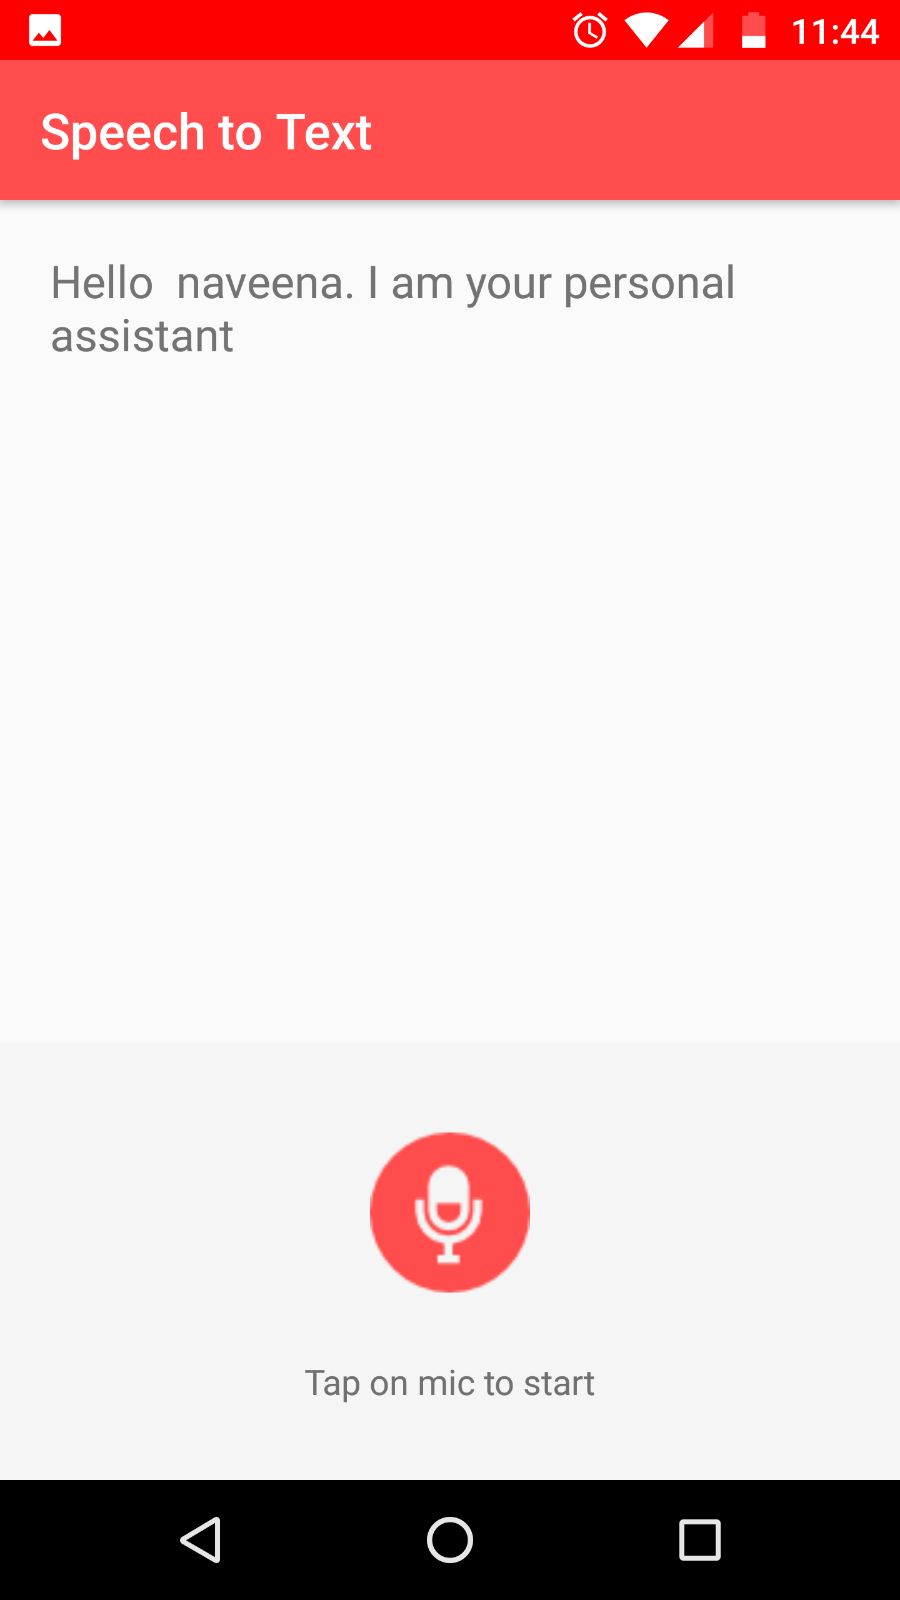 11:44
Speech to Text
Hello  naveena. I am your personal
assistant
Tap on mic to start